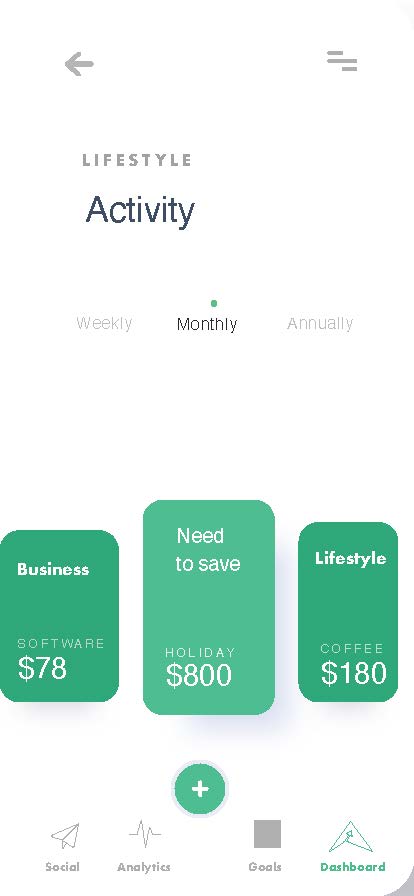 LIFESTYLE
Activity
Weekly Monthly Annually
Business
SOFTWARE
$78
Need
to save
HOLIDAY
$800
Lifestyle
COFFEE
$180
+
Social Analytics Goals Dashboard